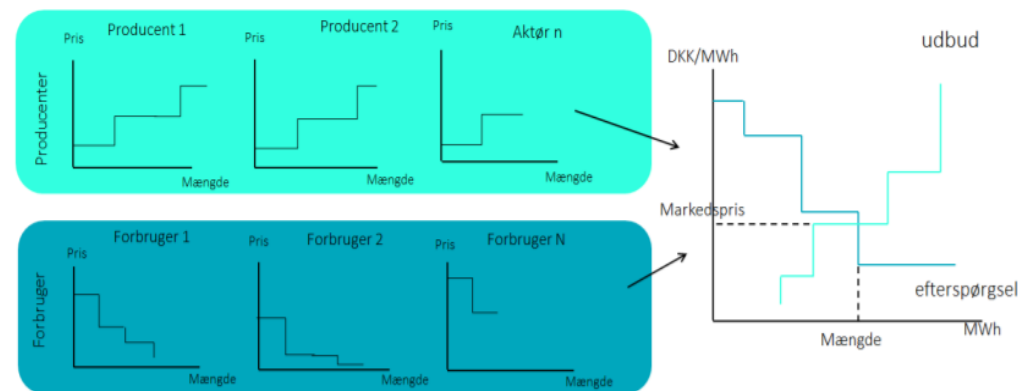 Producenter
Producent 1
Pris
Mængde
Producent 2
Pris
Mængde
Aktør n
Pris
Mængde
Forbruger
Forbruger 1
Pris
Mængde
Forbruger 2
Pris
Mængde
Forbruger N
Pris
Mængde
udbud
DKK/MWh
Markedspris
efterspørgsel
Mængde
MWh